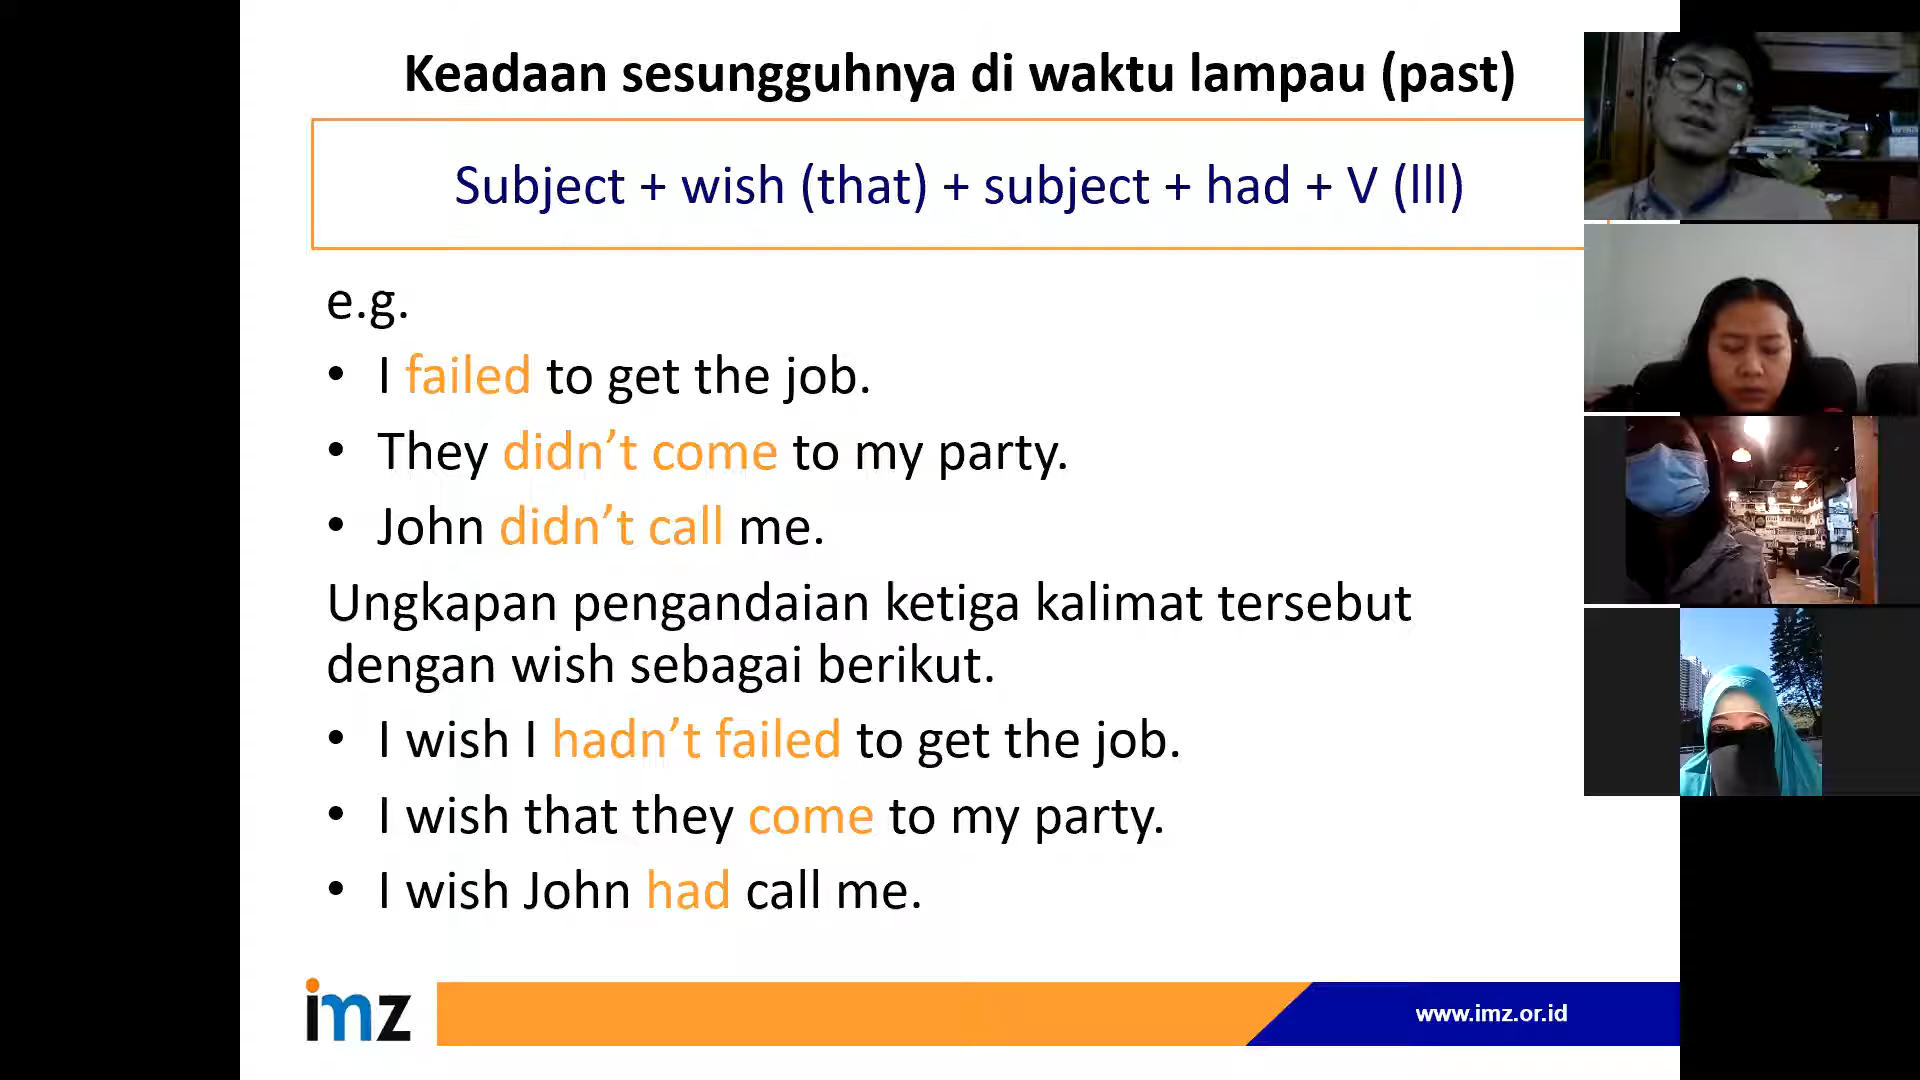 Keadaan sesungguhnya di waktu lampau (past)
Subject + wish (that) + subject + had + V (lll)
e.g.
• I failed to get the job.
• They didn’t come to my party.
• John didn’t call me.
Ungkapan pengandaian ketiga kalimat tersebut
dengan wish sebagai berikut.
• I wish I hadn’t failed to get the job.
• I wish that they come to my party.
• I wish John had call me.
imz
www.imz.or.id